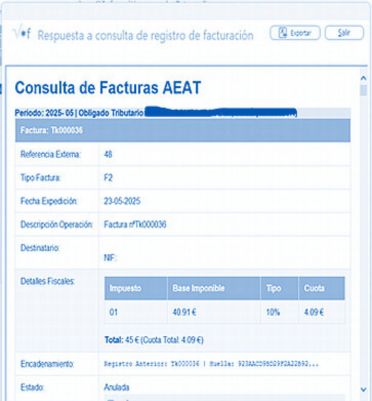 Respuesta a consulta de registro de facturación
Exportar
Salir
Consulta de Facturas AEAT
Periodo: 2025- 05 | Obligado Tributario
Factura: Tk000036
Referencia Externa: 48
Tipo Factura: F2
Fecha Expedición: 23-05-2025
Descripción Operación: Factura nºTk000036
Destinatario:
NIF:
Detalles Fiscales:
Impuesto Base Imponible Tipo Cuota
01 40.91 € 10% 4.09 €
Total: 45 € (Cuota Total: 4.09 €)
Encadenamiento: Registro Anterior: Tk000036 | Huella:
Estado: Anulada